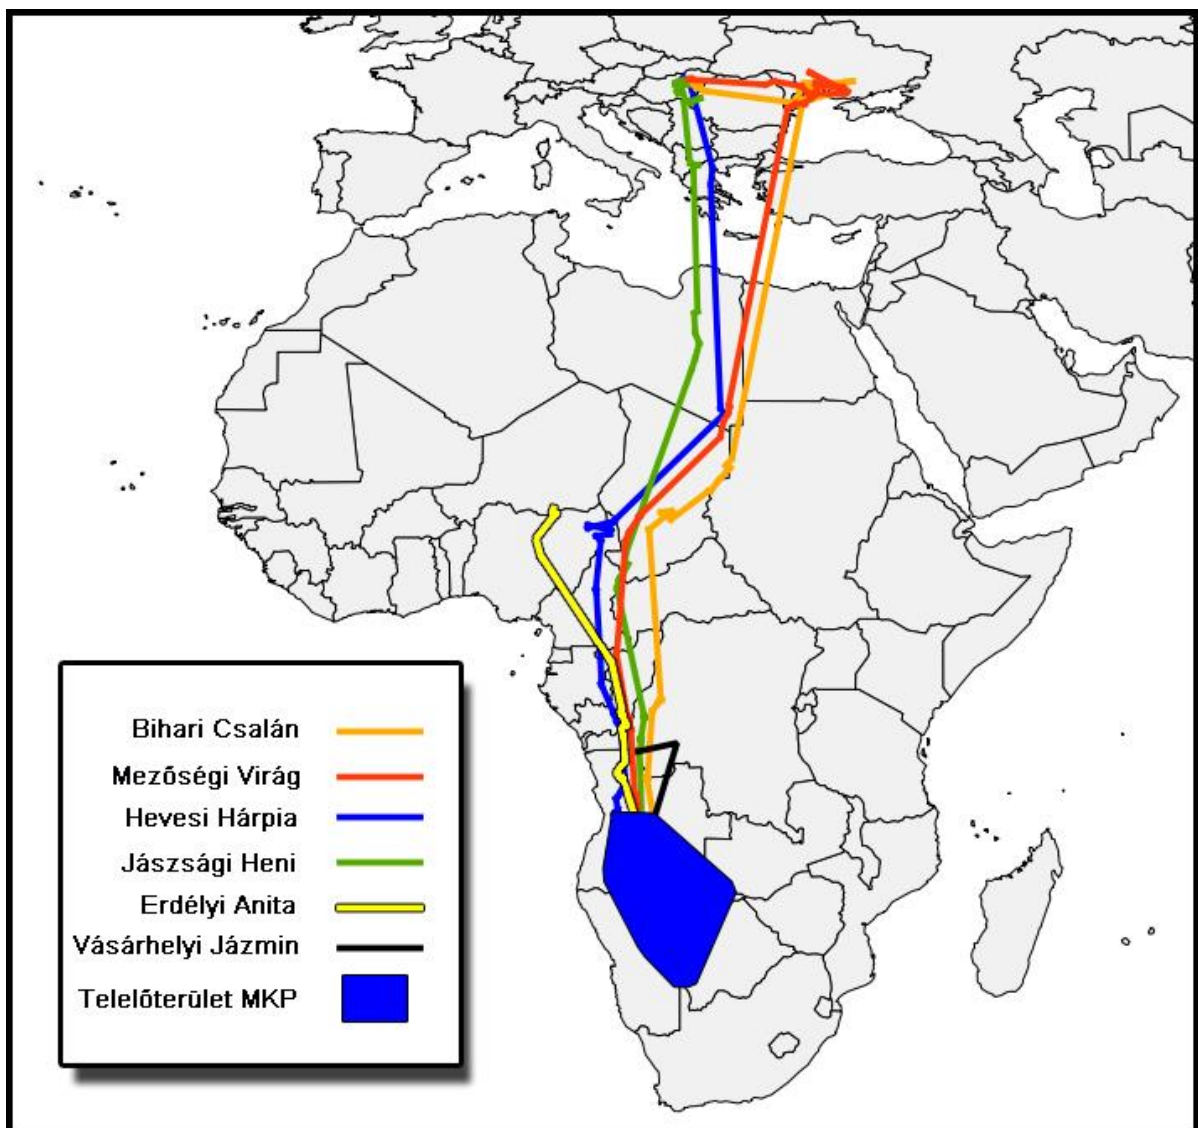 Bihari Csalán
Mezőségi Virág
Hevesi Hárpia
Jászsági Heni
Erdélyi Anita
Vásárhelyi Jázmin
Telelőterület MKP